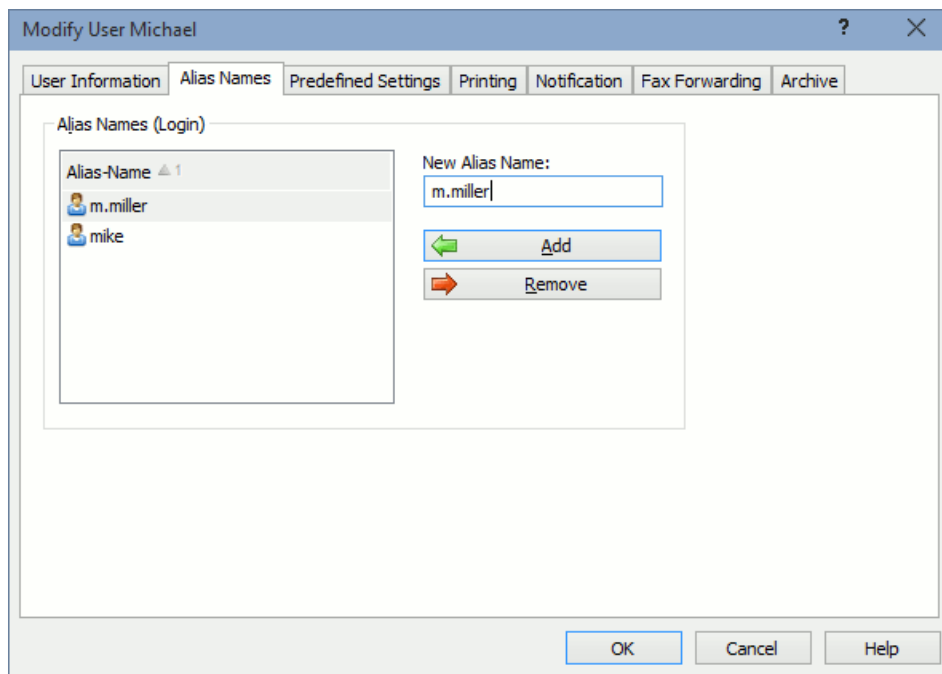 Modify User Michael ?
User Information Alias Names Predefined Settings Printing Notification Fax Forwarding Archive
Alias Names (Login)
Alias-Name 1
New Alias Name:
m.miller
m.miller
mike
Add
Remove
OK Cancel Help